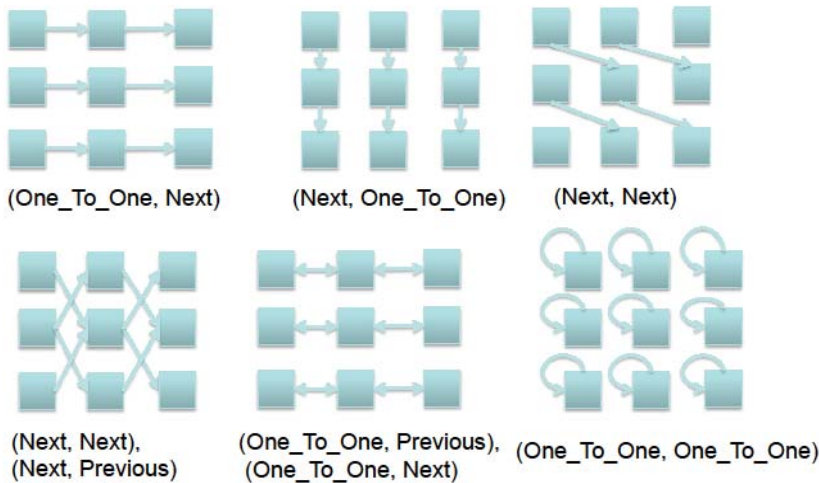 (One_To_One, Next)
(Next, One_To_One)
(Next, Next)
(Next, Next),
(Next, Previous)
(One_To_One, Previous),
(One_To_One, Next)
(One_To_One, One_To_One)